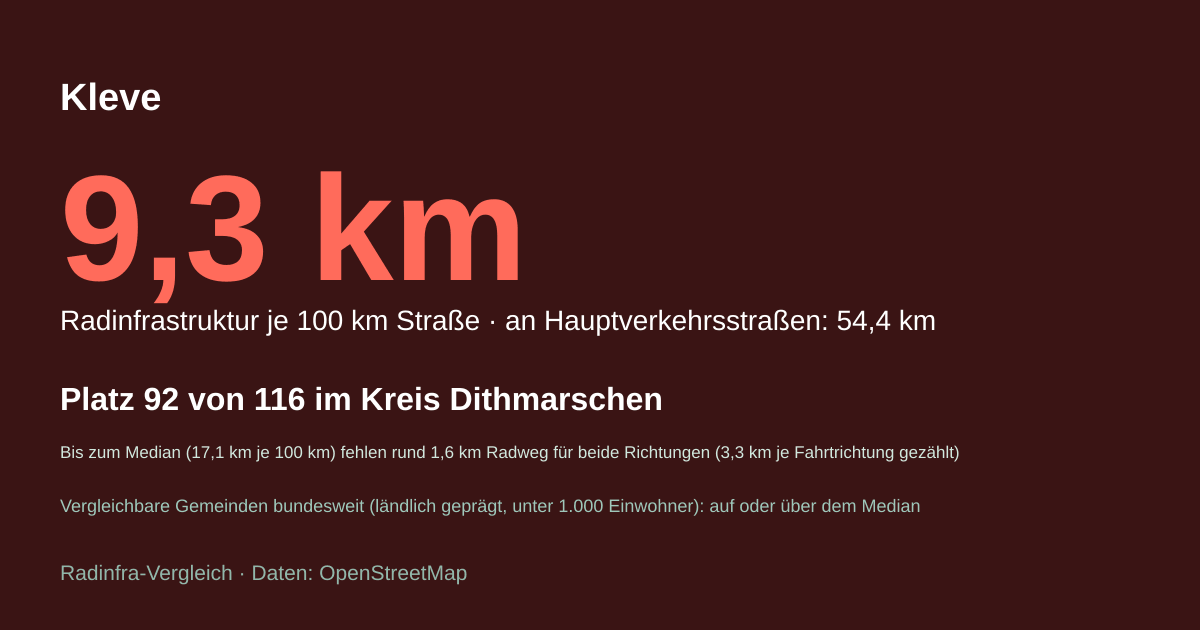 Kleve
9,3 km
Radinfrastruktur je 100 km Straße · an Hauptverkehrsstraßen: 54,4 km
Platz 92 von 116 im Kreis Dithmarschen
Bis zum Median (17,1 km je 100 km) fehlen rund 1,6 km Radweg für beide Richtungen (3,3 km je Fahrtrichtung gezählt)
Vergleichbare Gemeinden bundesweit (ländlich geprägt, unter 1.000 Einwohner): auf oder über dem Median
Radinfra-Vergleich · Daten: OpenStreetMap